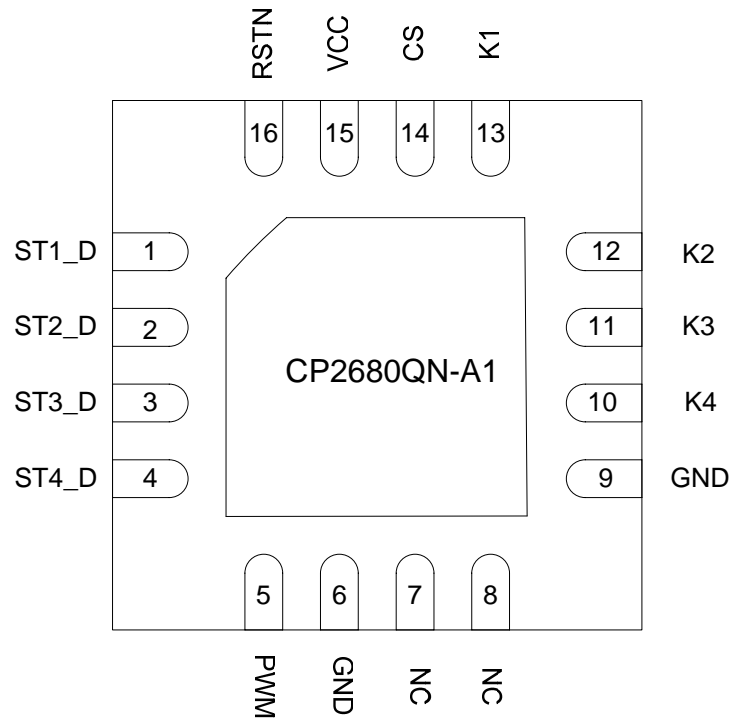 RSTN VCC CS K1
16 15 14 13
ST1_D 1 12 K2
ST2_D 2 11 K3
CP2680QN-A1
ST3_D 3 10 K4
ST4_D 4 9 GND
5 6 7 8
PWM GND NC NC